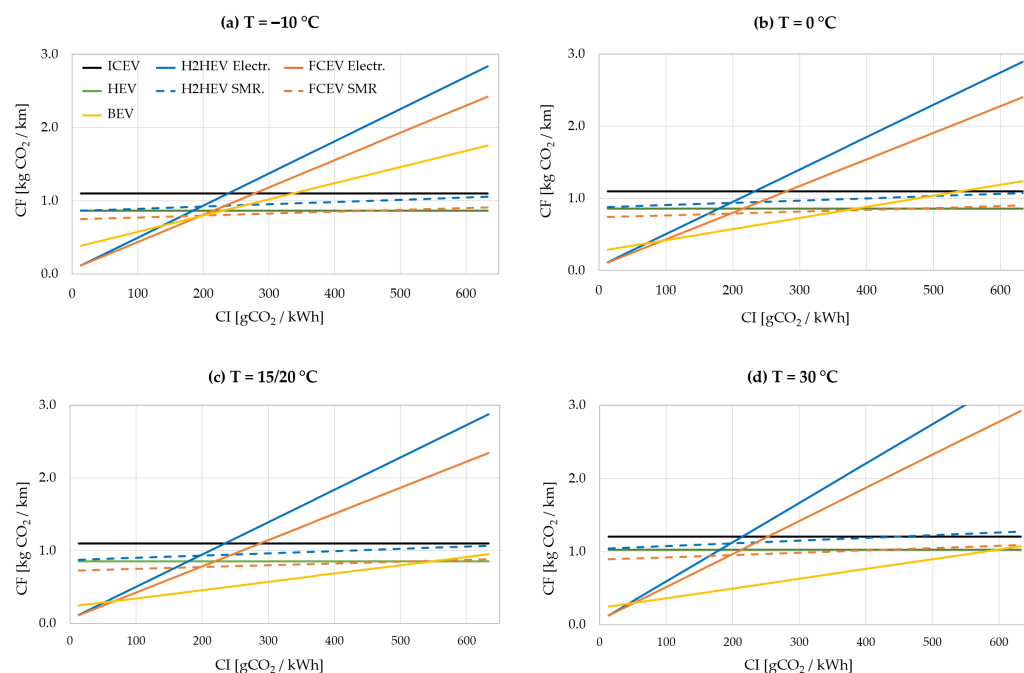 (a) T = −10 °C
CF [kg CO₂ / km]
3.0
2.0
1.0
0.0
ICEV H2HEV Electr. FCEV Electr.
HEV H2HEV SMR. FCEV SMR
BEV
0 100 200 300 400 500 600
CI [gCO₂ / kWh]
(b) T = 0 °C
CF [kg CO₂ / km]
3.0
2.0
1.0
0.0
0 100 200 300 400 500 600
CI [gCO₂ / kWh]
(c) T = 15/20 °C
CF [kg CO₂ / km]
3.0
2.0
1.0
0.0
0 100 200 300 400 500 600
CI [gCO₂ / kWh]
(d) T = 30 °C
CF [kg CO₂ / km]
3.0
2.0
1.0
0.0
0 100 200 300 400 500 600
CI [gCO₂ / kWh]